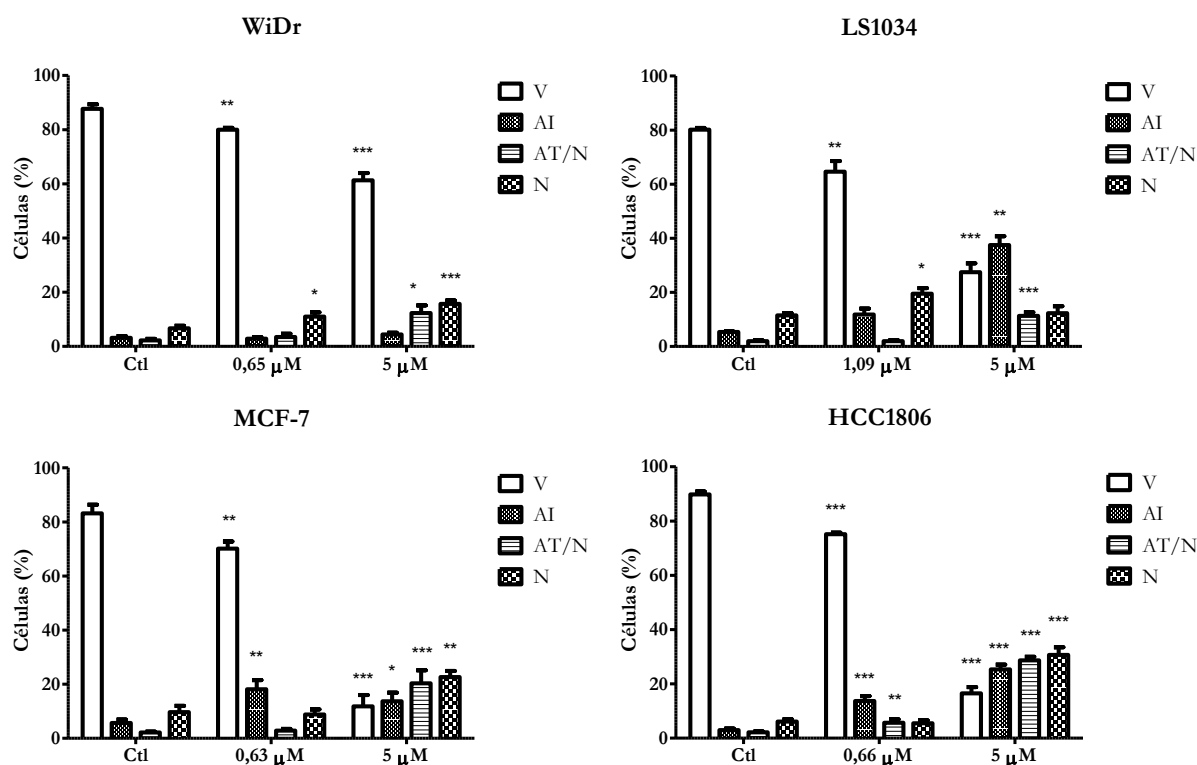 WiDr
Células (%)
100
80
60
40
20
0
**
*
***
*
***
Ctl
0,65 μM
5 μM
V
AI
AT/N
N
LS1034
Células (%)
100
80
60
40
20
0
**
*
***
**
***
Ctl
1,09 μM
5 μM
V
AI
AT/N
N
MCF-7
Células (%)
100
80
60
40
20
0
**
**
***
*
***
**
Ctl
0,63 μM
5 μM
V
AI
AT/N
N
HCC1806
Células (%)
100
80
60
40
20
0
***
***
**
***
***
***
***
Ctl
0,66 μM
5 μM
V
AI
AT/N
N